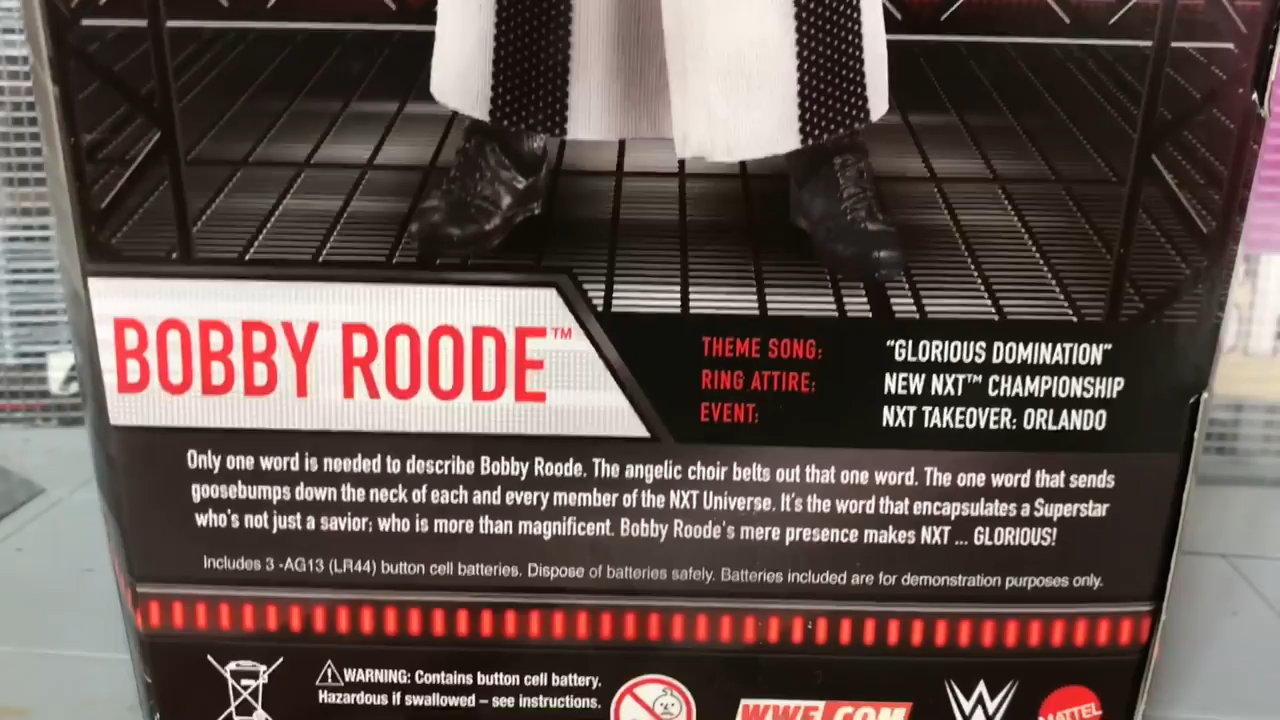 BOBBY ROODE™
THEME SONG: "GLORIOUS DOMINATION"
RING ATTIRE: NEW NXT™ CHAMPIONSHIP
EVENT: NXT TAKEOVER: ORLANDO
Only one word is needed to describe Bobby Roode. The angelic choir belts out that one word. The one word that sends
goosebumps down the neck of each and every member of the NXT Universe. It's the word that encapsulates a Superstar
who's not just a savior; who is more than magnificent. Bobby Roode's mere presence makes NXT ... GLORIOUS!
Includes 3 -AG13 (LR44) button cell batteries. Dispose of batteries safely. Batteries included are for demonstration purposes only.
WARNING: Contains button cell battery.
Hazardous if swallowed – see instructions.
WWE.COM
W
MATTEL